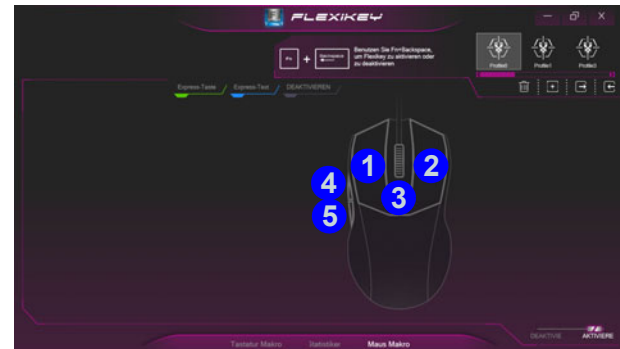 FLEXIKEY
Fn + Backspace
Benutzen Sie Fn+Backspace,
um Flexikey zu aktivieren oder
zu deaktivieren
Profile0 Profile1
Express-Taste Express-Text DEAKTIVIEREN
1 2
4 3
5
DEAKTIVIE AKTIVIERE
Tastatur Makro Statistiker Maus Makro